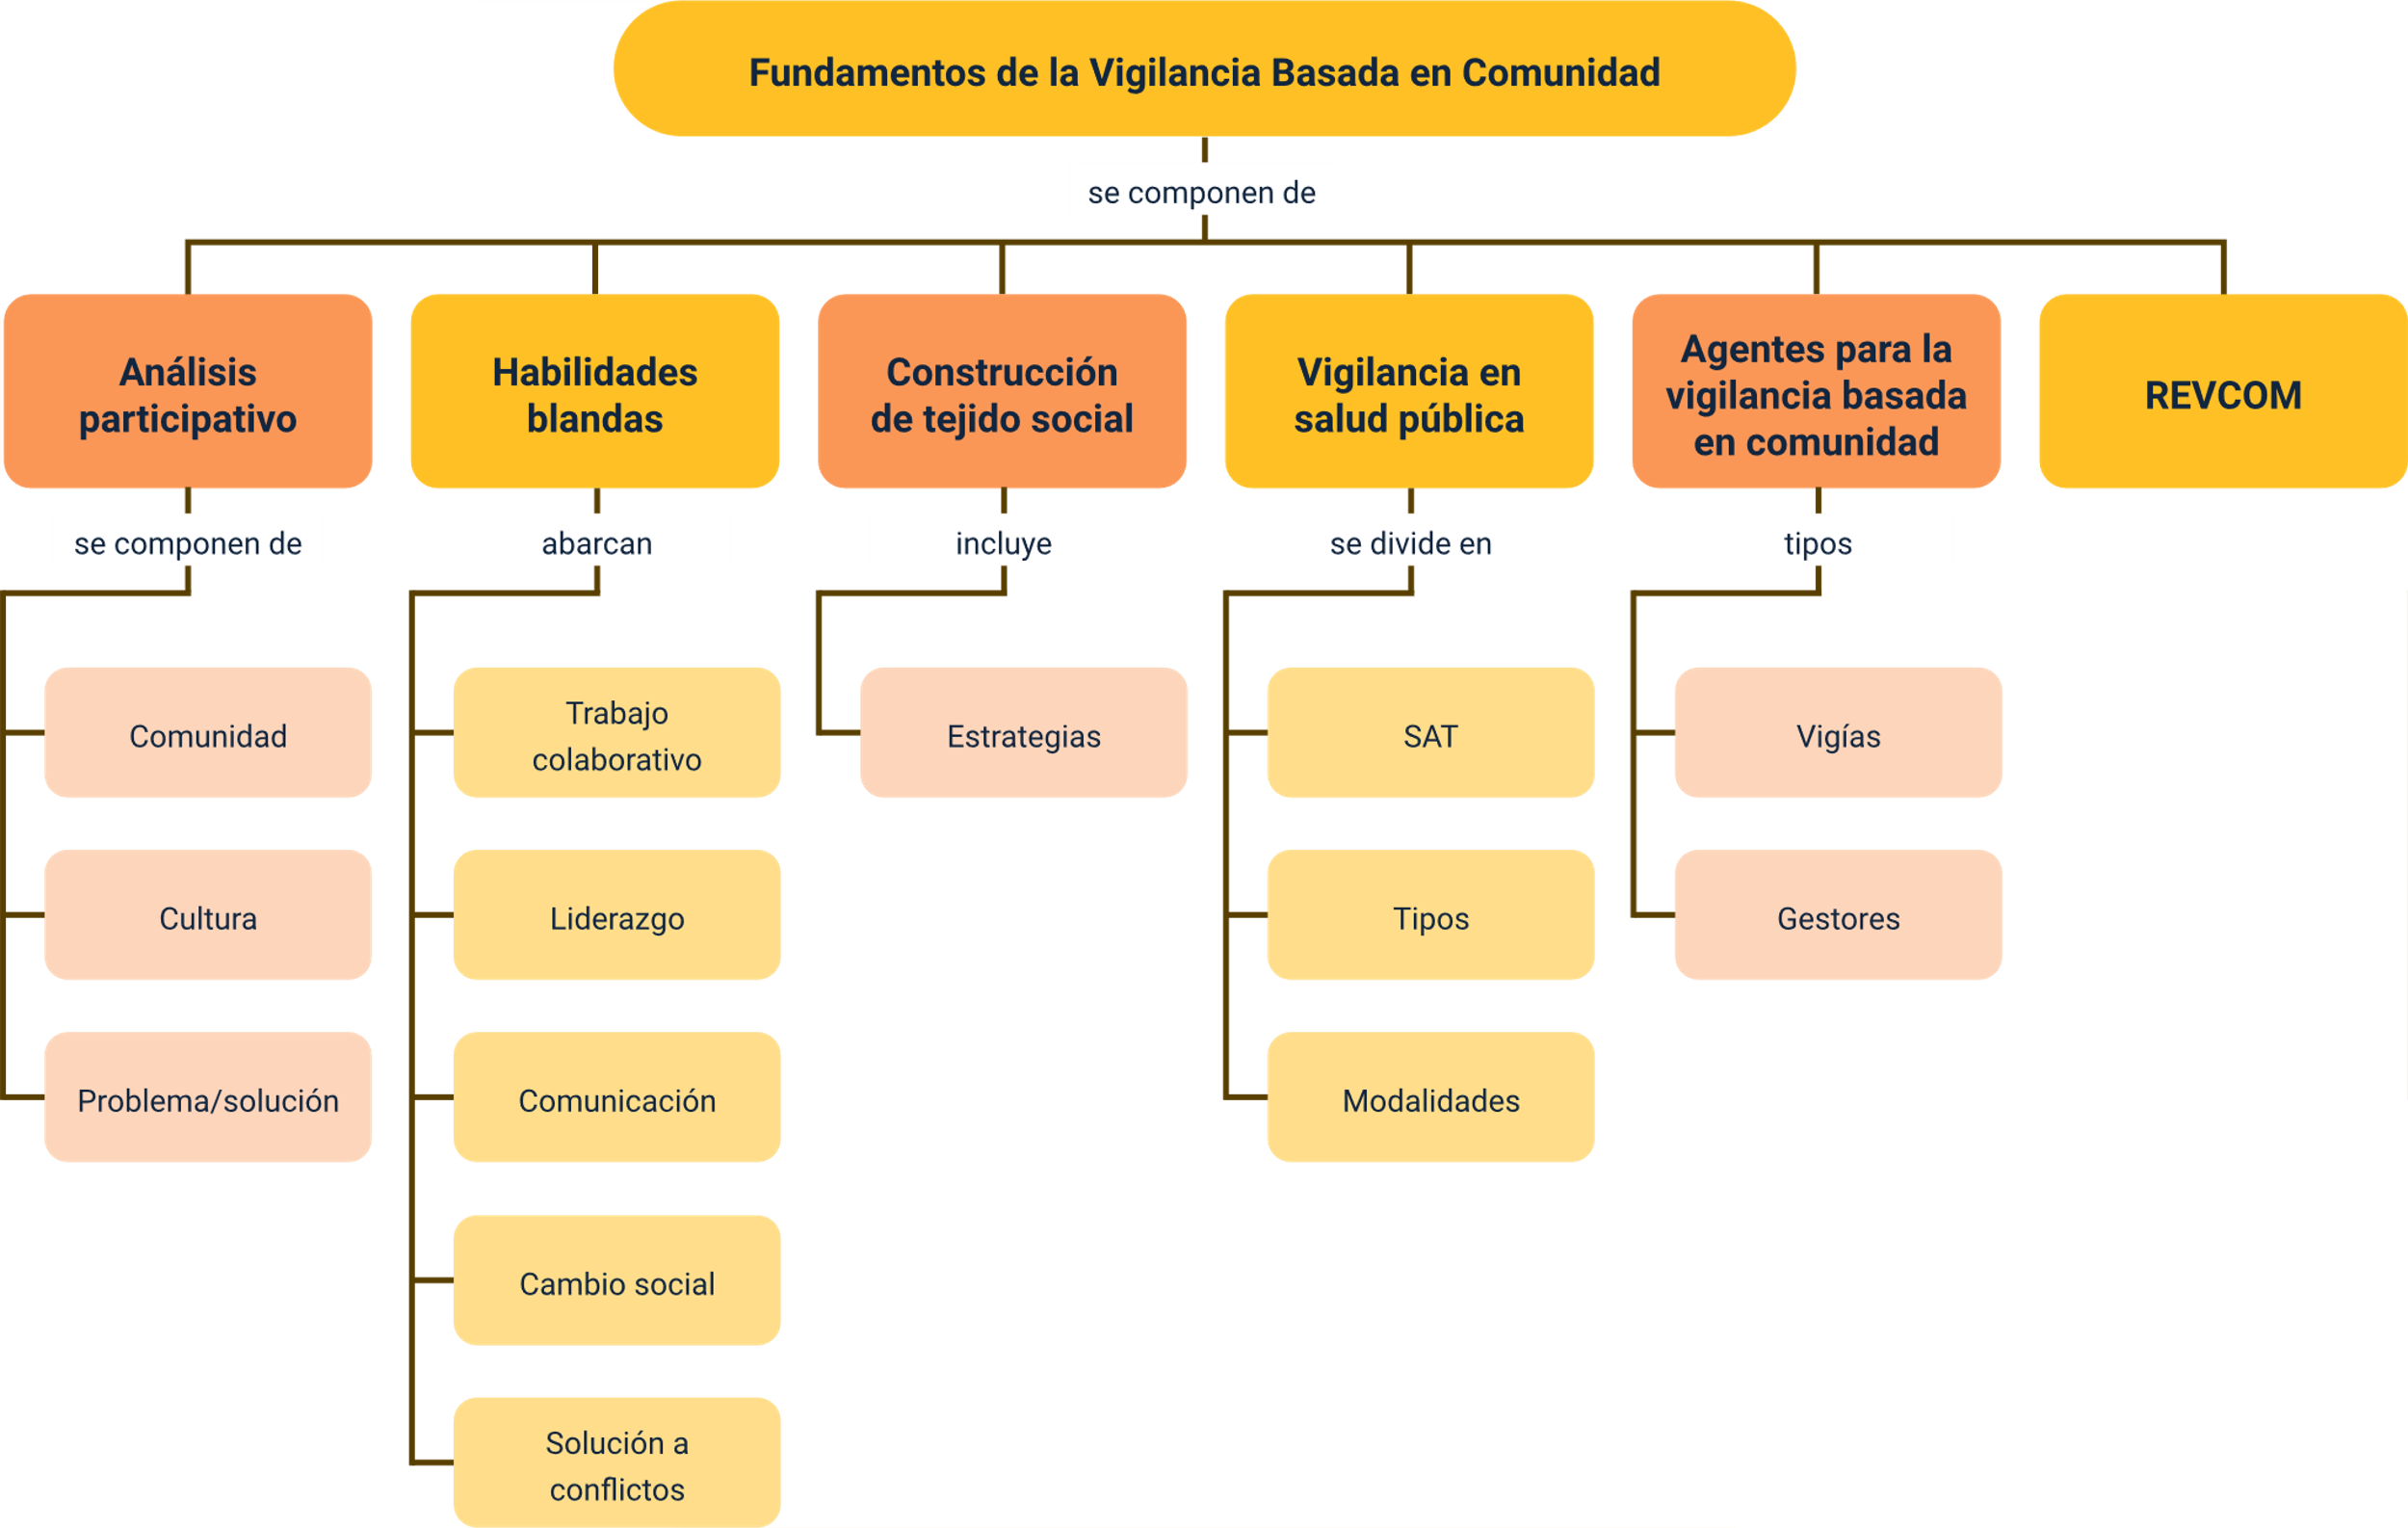 Fundamentos de la Vigilancia Basada en Comunidad
se componen de
Análisis
participativo
se componen de
Comunidad
Cultura
Problema/solución
Habilidades
blandas
abarcan
Trabajo
colaborativo
Liderazgo
Comunicación
Cambio social
Solución a
conflictos
Construcción
de tejido social
incluye
Estrategias
Vigilancia en
salud pública
se divide en
SAT
Tipos
Modalidades
Agentes para la
vigilancia basada
en comunidad
tipos
Vigías
Gestores
REVCOM